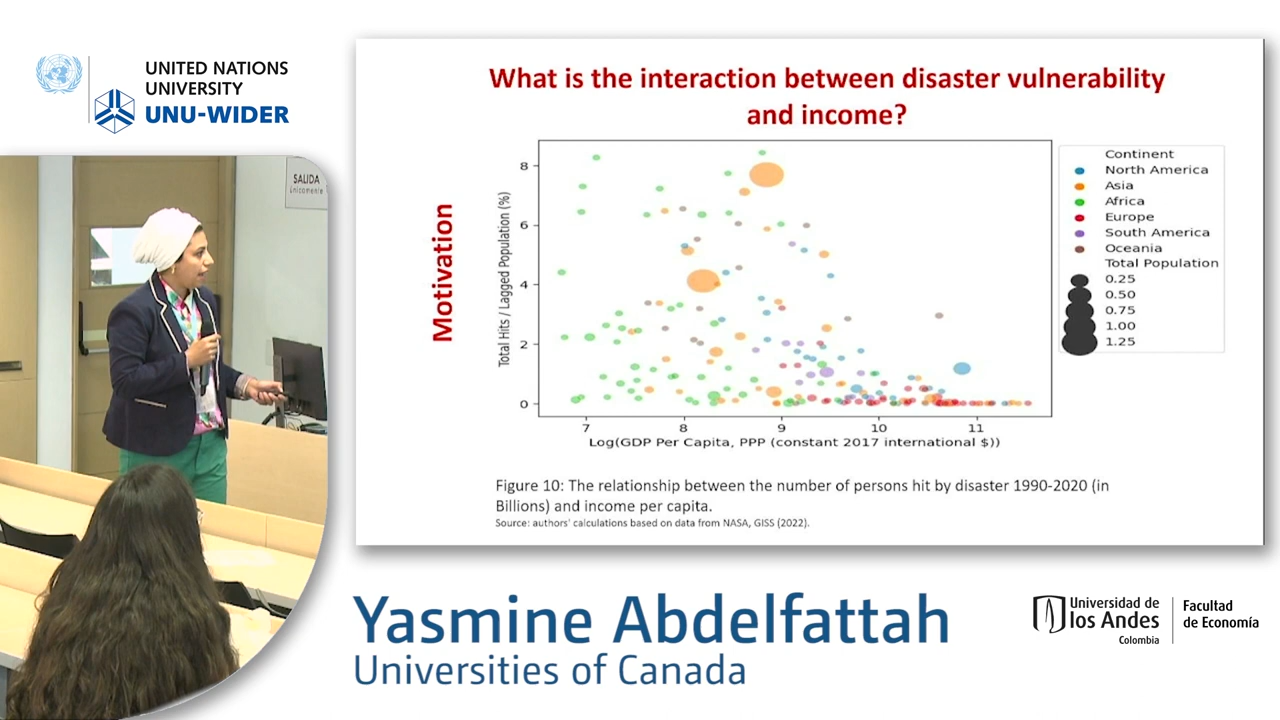 UNITED NATIONS
UNIVERSITY
UNU-WIDER
SALIDA
Únicamente
What is the interaction between disaster vulnerability
and income?
Motivation
Total Hits / Lagged Population (%)
8
6
4
2
0
7
8
9
10
11
Log(GDP Per Capita, PPP (constant 2017 international $))
Continent
North America
Asia
Africa
Europe
South America
Oceania
Total Population
0.25
0.50
0.75
1.00
1.25
Figure 10: The relationship between the number of persons hit by disaster 1990-2020 (in
Billions) and income per capita.
Source: authors' calculations based on data from NASA, GISS (2022).
Yasmine Abdelfattah
Universities of Canada
Universidad de
los Andes
Colombia
Facultad
de Economía